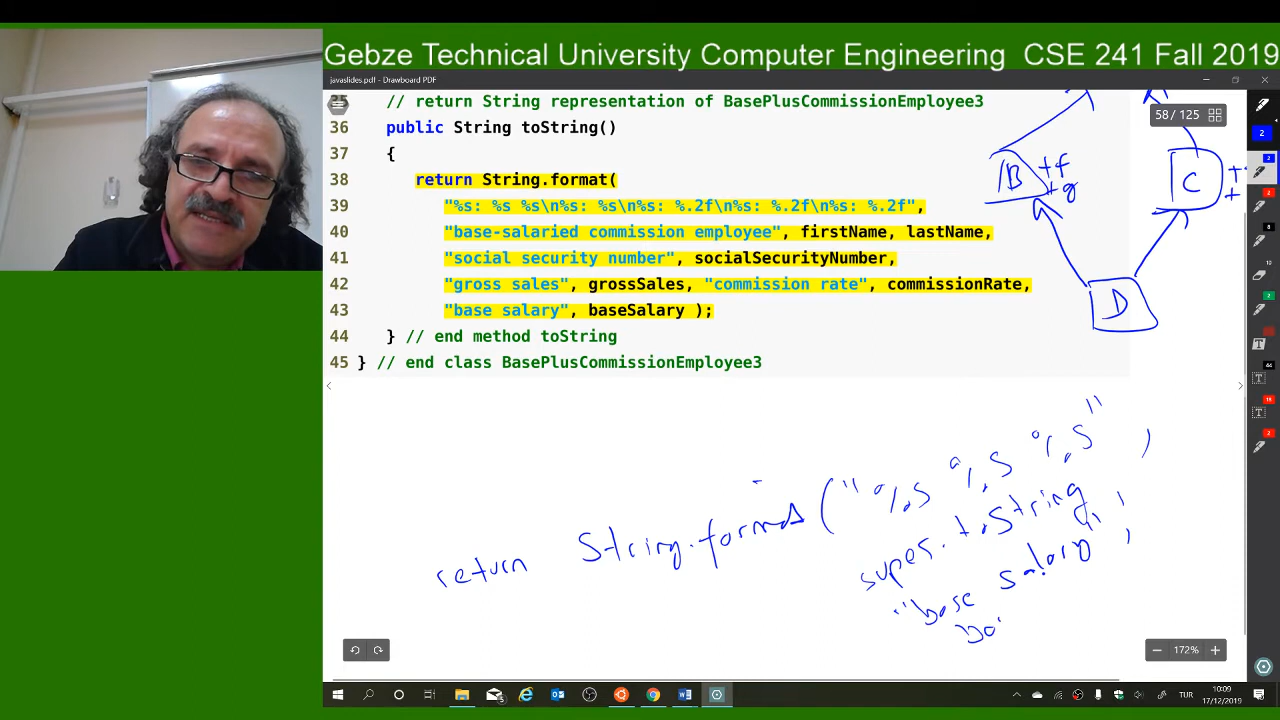 Gebze Technical University Computer Engineering CSE 241 Fall 2019
javaslides.pdf - Drawboard PDF
58 / 125
35 // return String representation of BasePlusCommissionEmployee3
36 public String toString()
37 {
38 return String.format(
39 "%s: %s %s\n%s: %s\n%s: %.2f\n%s: %.2f\n%s: %.2f",
40 "base-salaried commission employee", firstName, lastName,
41 "social security number", socialSecurityNumber,
42 "gross sales", grossSales, "commission rate", commissionRate,
43 "base salary", baseSalary );
44 } // end method toString
45 } // end class BasePlusCommissionEmployee3
B +f
+g
C +
+
D
return String.format ("%s %s %s" ,
super.toString ,
"base salary" ,
ba
172%
TUR
10:09
17/12/2019